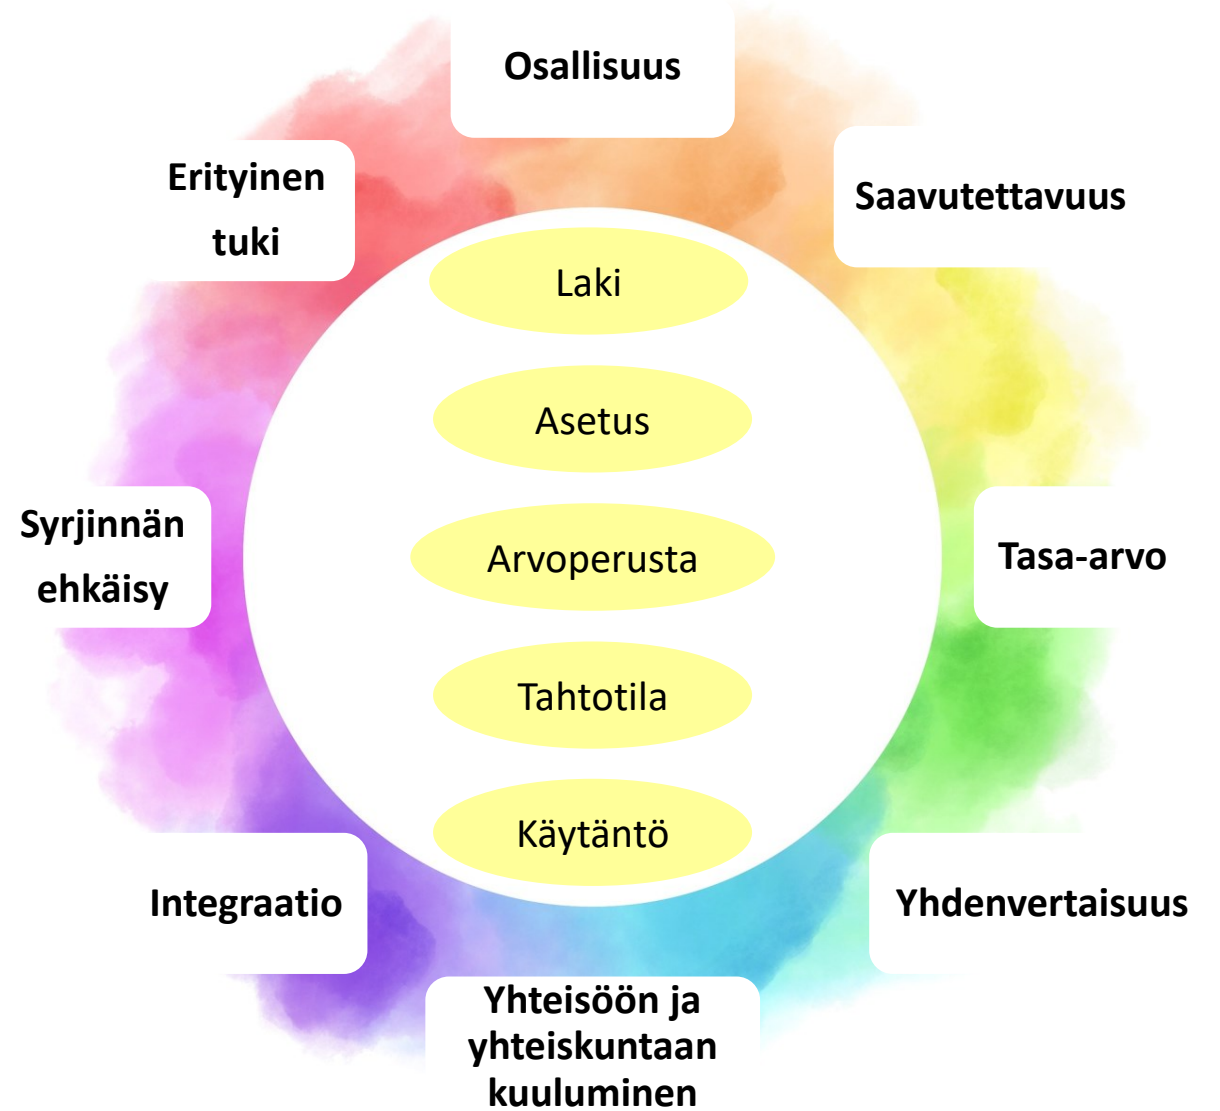 Osallisuus
Erityinen
tuki
Saavutettavuus
Laki
Asetus
Syrjinnän
ehkäisy
Arvoperusta
Tasa-arvo
Tahtotila
Käytäntö
Integraatio
Yhdenvertaisuus
Yhteisöön ja
yhteiskuntaan
kuuluminen